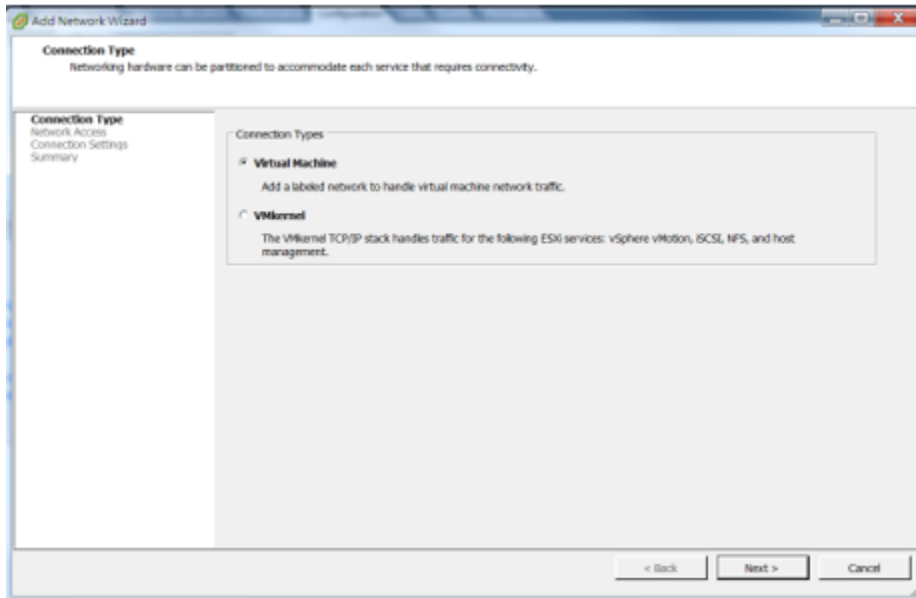 Configuration
Add Network Wizard
Connection Type
Networking hardware can be partitioned to accommodate each service that requires connectivity.
Connection Type
Network Access
Connection Settings
Summary
Connection Types
Virtual Machine
Add a labeled network to handle virtual machine network traffic.
VMkernel
The VMkernel TCP/IP stack handles traffic for the following ESXi services: vSphere vMotion, iSCSI, NFS, and host
management.
< Back
Next >
Cancel